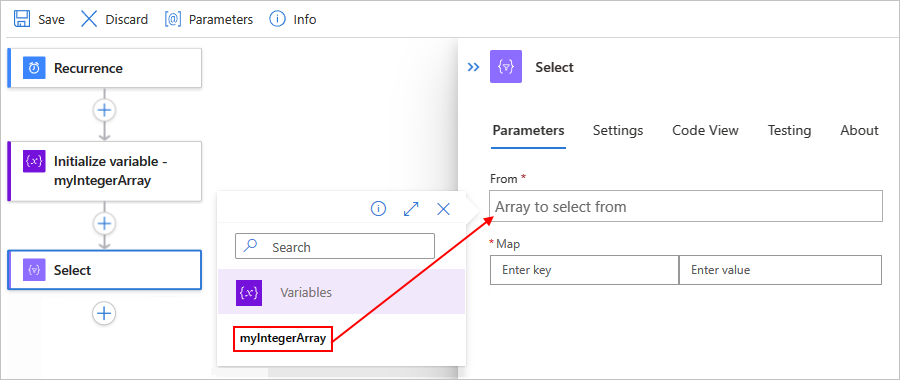 Save Discard [@] Parameters Info
Recurrence
Initialize variable -
myIntegerArray
Select
Search
Variables
myIntegerArray
Select
Parameters Settings Code View Testing About
From *
Array to select from
* Map
Enter key Enter value